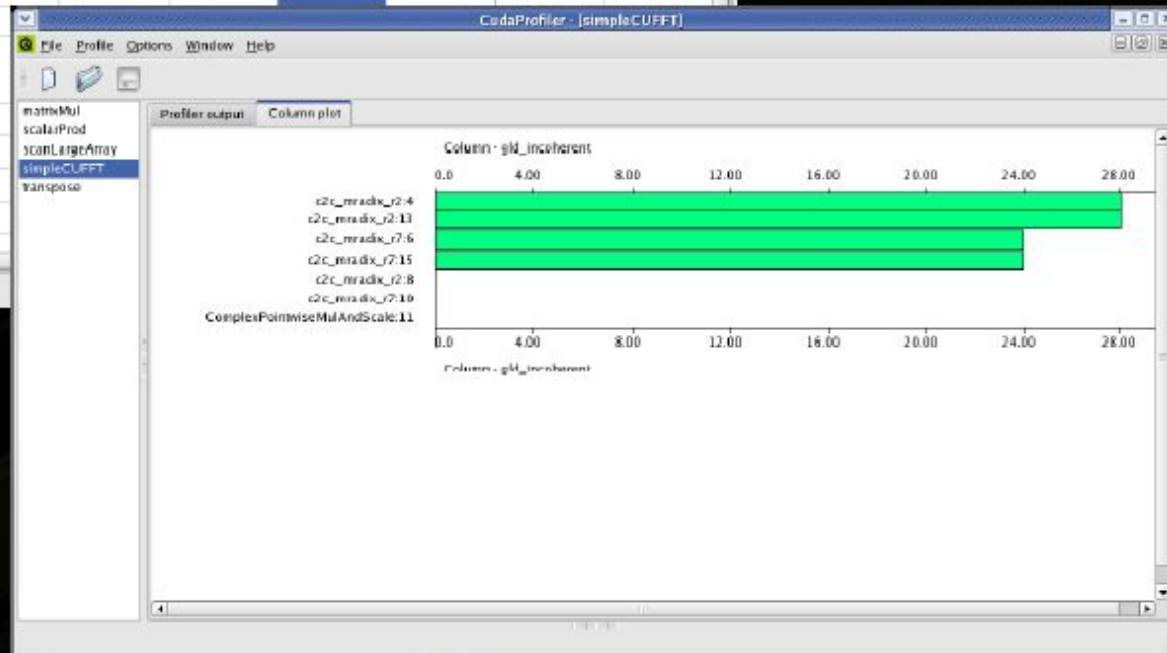 CudaProfiler - [simpleCUFFT]
File Profile Options Window Help
matrixMul
scalarProd
scanLargeArray
simpleCUFFT
transpose
Profiler output Column plot
Column - gld_incoherent
0.0 4.00 8.00 12.00 16.00 20.00 24.00 28.00
c2c_mradix_r2:4
c2c_mradix_r2:13
c2c_mradix_r7:6
c2c_mradix_r7:15
c2c_mradix_r2:8
c2c_mradix_r7:10
ComplexPointwiseMulAndScale:11
0.0 4.00 8.00 12.00 16.00 20.00 24.00 28.00
Column - gld_incoherent